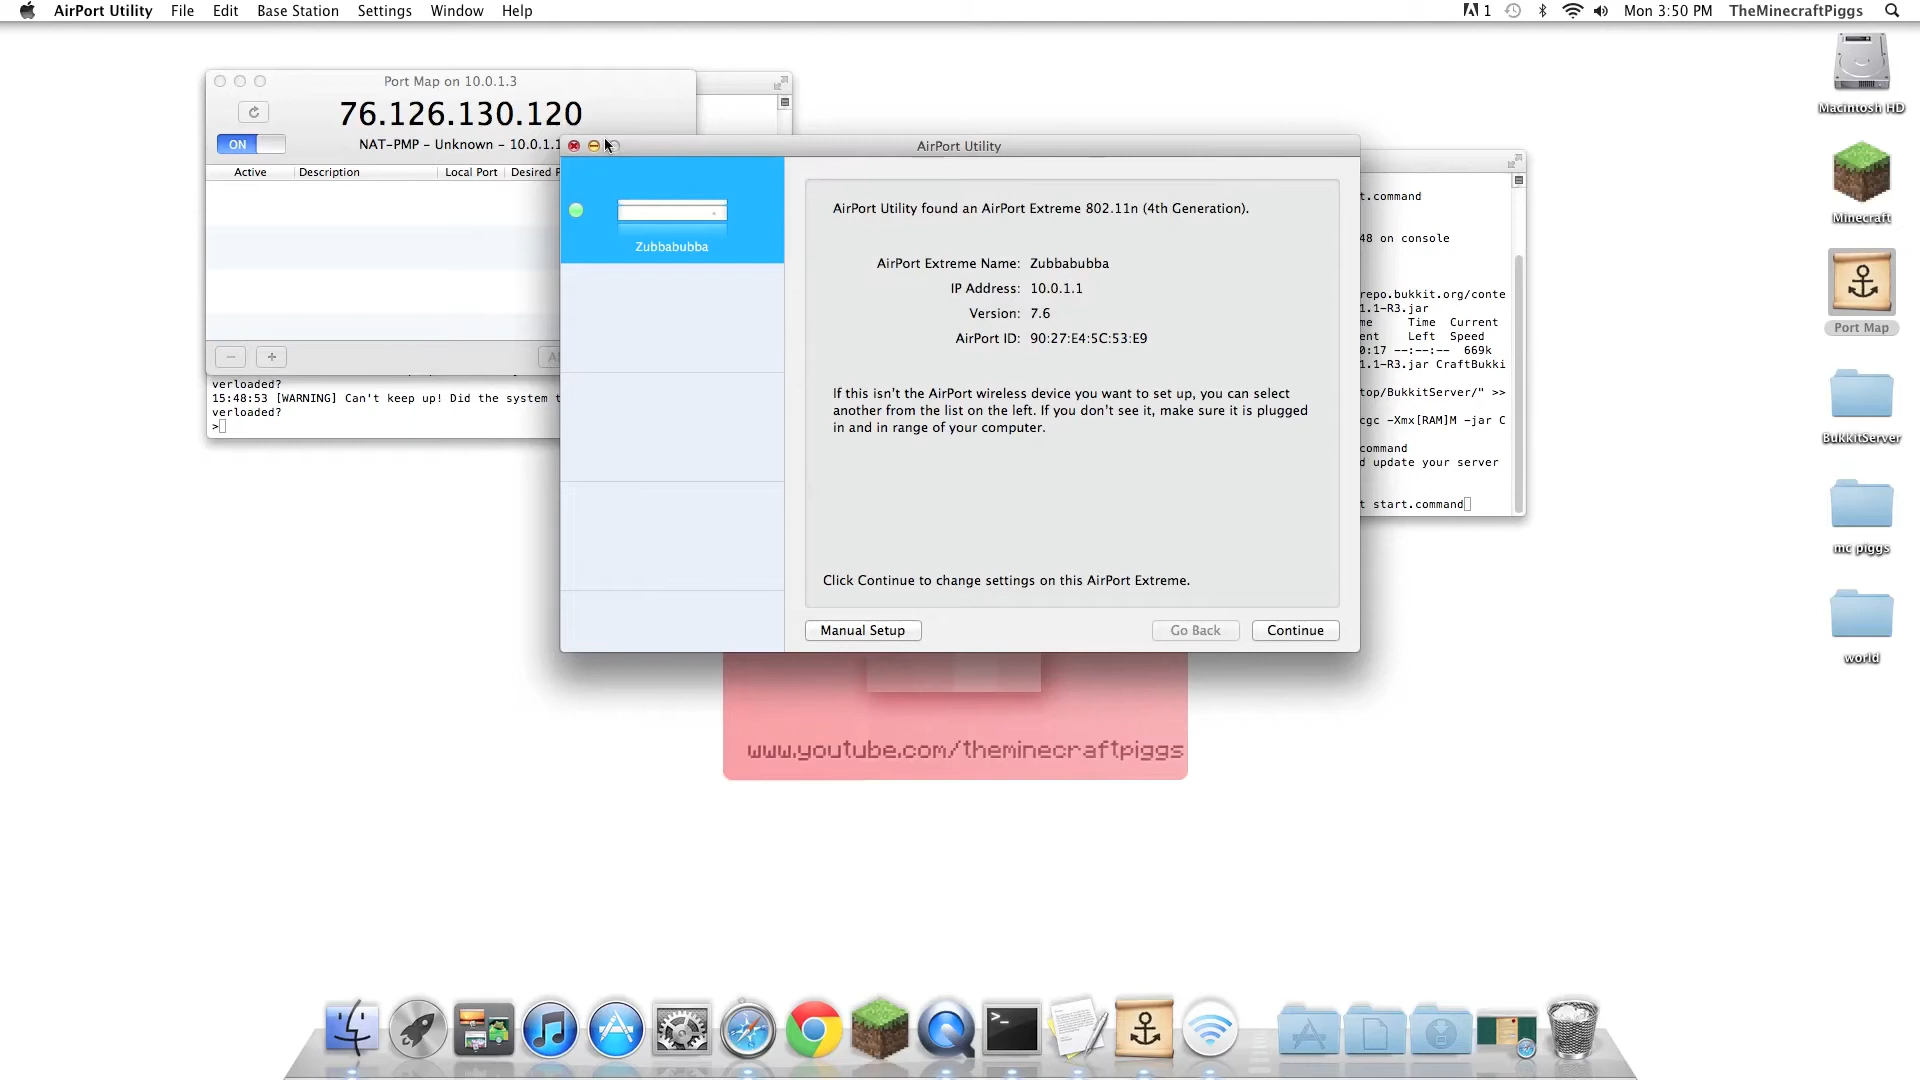 AirPort Utility File Edit Base Station Settings Window Help
1 Mon 3:50 PM TheMinecraftPiggs
Port Map on 10.0.1.3
76.126.130.120
ON
NAT-PMP - Unknown - 10.0.1.1
Active Description Local Port Desired P
verloaded?
15:48:53 [WARNING] Can't keep up! Did the system t
verloaded?
>
AirPort Utility
Zubbabubba
AirPort Utility found an AirPort Extreme 802.11n (4th Generation).
AirPort Extreme Name: Zubbabubba
IP Address: 10.0.1.1
Version: 7.6
AirPort ID: 90:27:E4:5C:53:E9
If this isn't the AirPort wireless device you want to set up, you can select
another from the list on the left. If you don't see it, make sure it is plugged
in and in range of your computer.
Click Continue to change settings on this AirPort Extreme.
Manual Setup
Go Back
Continue
t.command
48 on console
repo.bukkit.org/conte
1.1-R3.jar
me Time Current
ent Left Speed
0:17 --:--:-- 669k
1.1-R3.jar CraftBukki
top/BukkitServer/" >>
cgc -Xmx[RAM]M -jar C
command
d update your server
t start.command
www.youtube.com/theminecraftpiggs
Macintosh HD
Minecraft
Port Map
BukkitServer
mc piggs
world